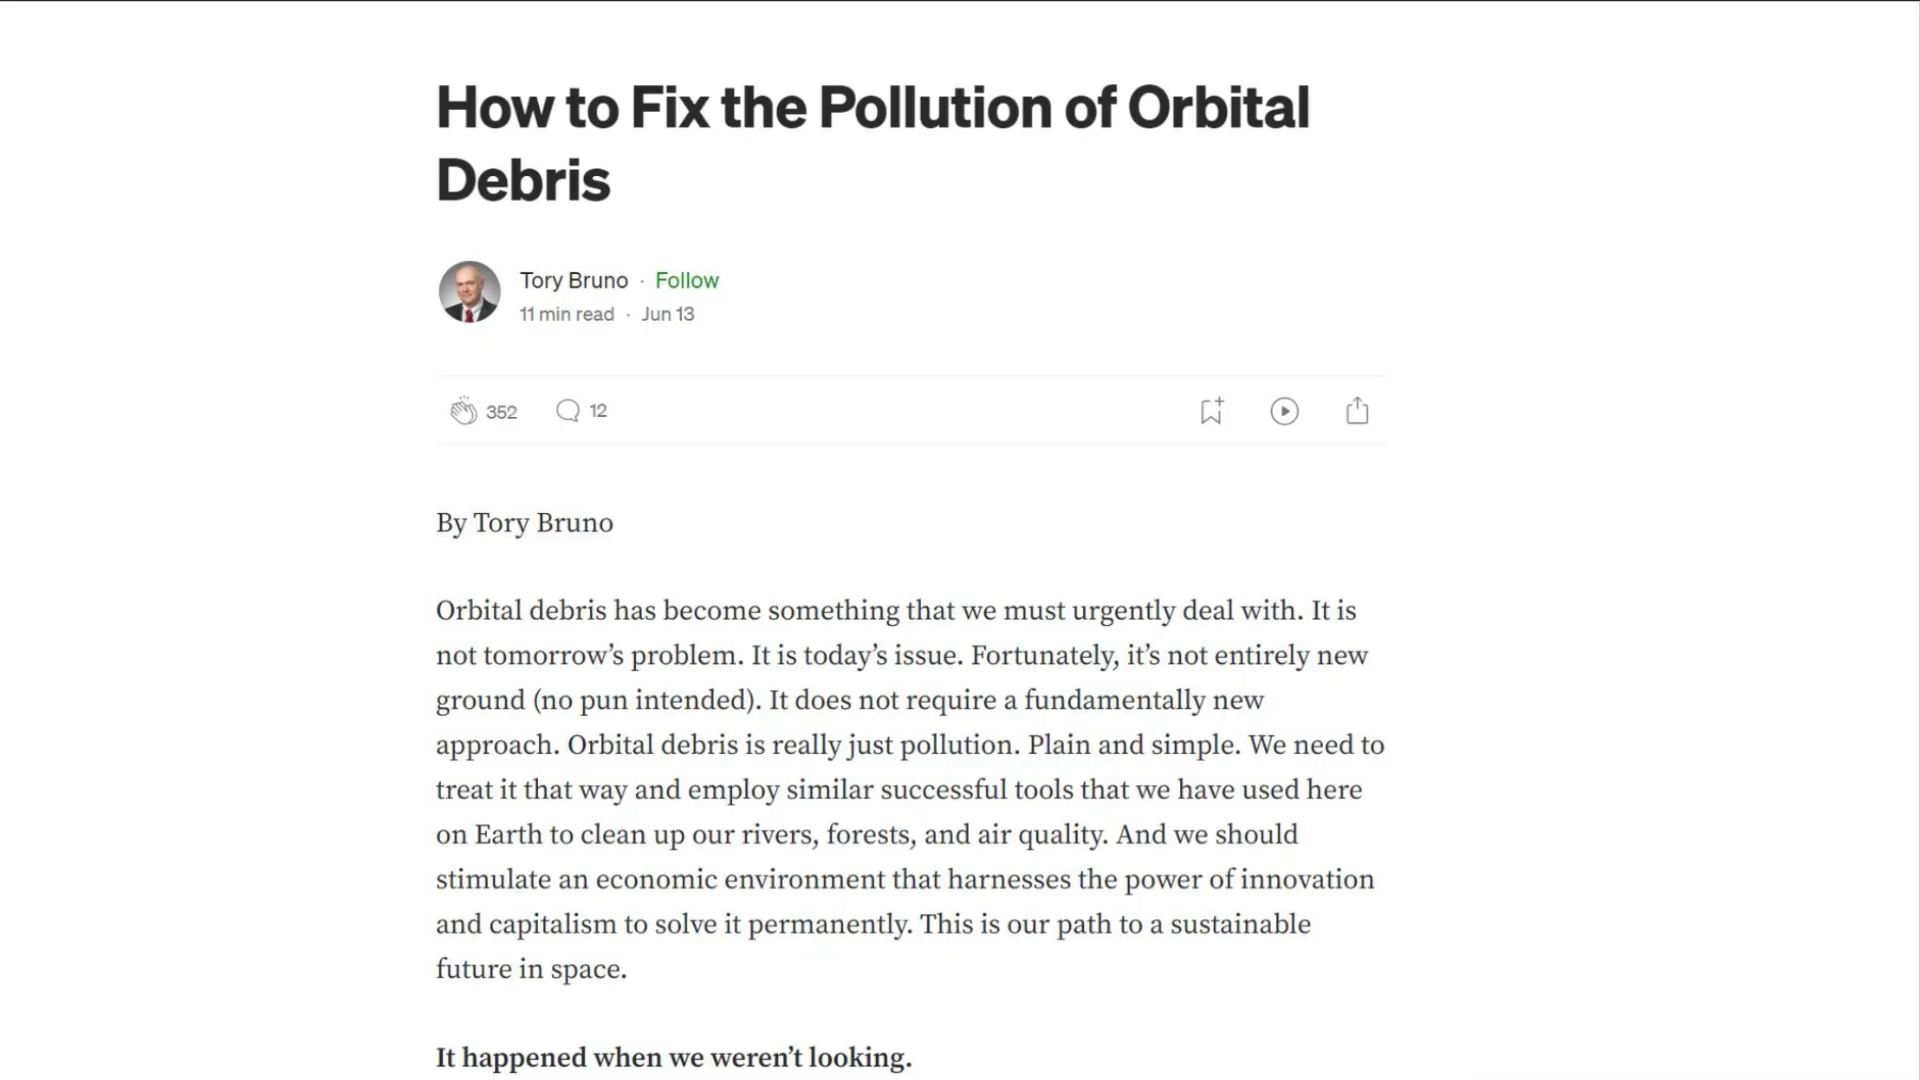 How to Fix the Pollution of Orbital
Debris
Tory Bruno · Follow
11 min read · Jun 13
352 12
By Tory Bruno
Orbital debris has become something that we must urgently deal with. It is
not tomorrow’s problem. It is today’s issue. Fortunately, it’s not entirely new
ground (no pun intended). It does not require a fundamentally new
approach. Orbital debris is really just pollution. Plain and simple. We need to
treat it that way and employ similar successful tools that we have used here
on Earth to clean up our rivers, forests, and air quality. And we should
stimulate an economic environment that harnesses the power of innovation
and capitalism to solve it permanently. This is our path to a sustainable
future in space.
It happened when we weren’t looking.